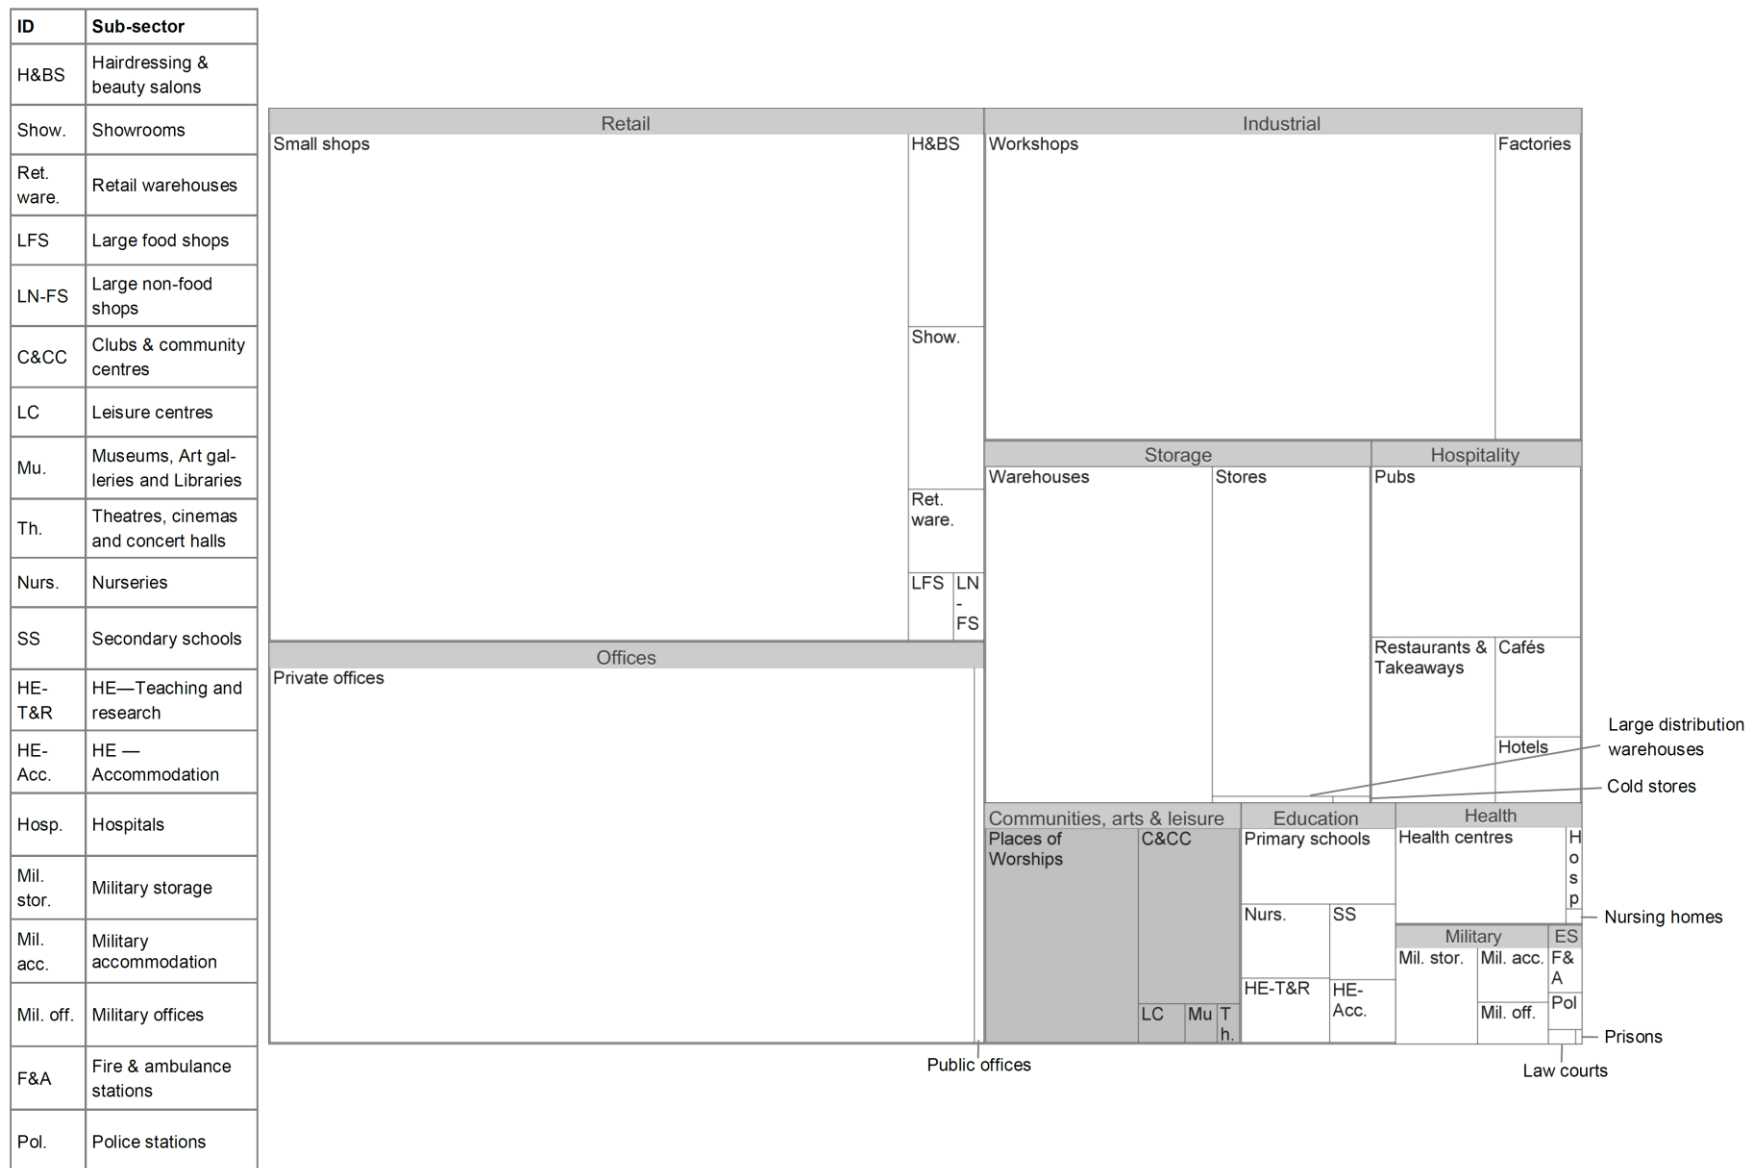 ID Sub-sector
H&BS Hairdressing &
beauty salons
Show. Showrooms
Ret.
ware. Retail warehouses
LFS Large food shops
LN-FS Large non-food
shops
C&CC Clubs & community
centres
LC Leisure centres
Mu. Museums, Art gal-
leries and Libraries
Th. Theatres, cinemas
and concert halls
Nurs. Nurseries
SS Secondary schools
HE-
T&R HE—Teaching and
research
HE-
Acc. HE —
Accommodation
Hosp. Hospitals
Mil.
stor. Military storage
Mil.
acc. Military
accommodation
Mil. off. Military offices
F&A Fire & ambulance
stations
Pol. Police stations
Retail
Small shops
H&BS
Show.
Ret.
ware.
LFS
LN
-
FS
Offices
Private offices
Public offices
Industrial
Workshops
Factories
Storage
Warehouses
Stores
Large distribution
warehouses
Cold stores
Hospitality
Pubs
Restaurants &
Takeaways
Cafés
Hotels
Communities, arts & leisure
Places of
Worships
C&CC
LC
Mu
T
h.
Education
Primary schools
Nurs.
SS
HE-T&R
HE-
Acc.
Health
Health centres
H
o
s
p
Nursing homes
Military
Mil. stor.
Mil. acc.
Mil. off.
ES
F&
A
Pol
Prisons
Law courts